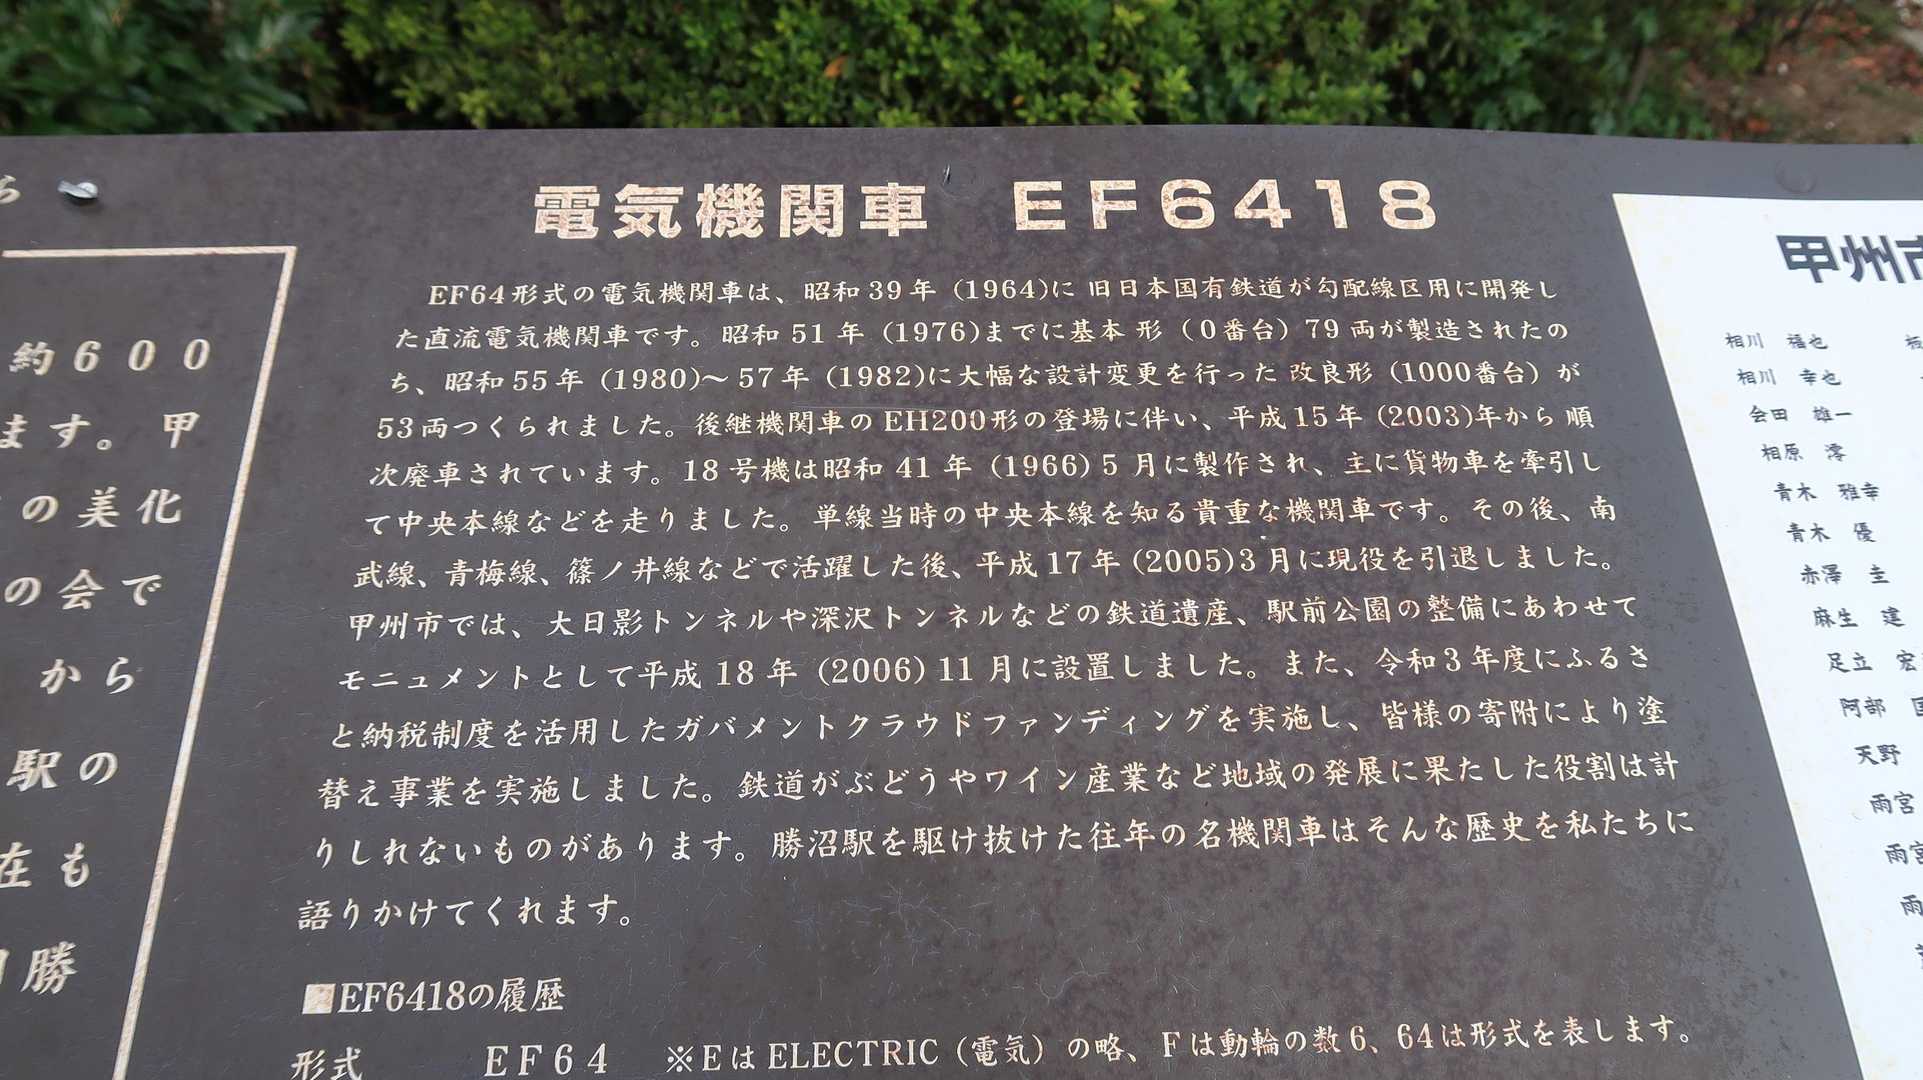 ら
約600
ます。甲
の美化
の会で
から
駅の
在も
勝
電気機関車 EF6418
EF64形式の電気機関車は、昭和39年(1964)に旧日本国有鉄道が勾配線区用に開発し
た直流電気機関車です。昭和51年(1976)までに基本形(0番台)79両が製造されたの
ち、昭和55年(1980)～57年(1982)に大幅な設計変更を行った改良形(1000番台)が
53両つくられました。後継機関車のEH200形の登場に伴い、平成15年(2003)年から順
次廃車されています。18号機は昭和41年(1966)5月に製作され、主に貨物車を牽引し
て中央本線などを走りました。単線当時の中央本線を知る貴重な機関車です。その後、南
武線、青梅線、篠ノ井線などで活躍した後、平成17年(2005)3月に現役を引退しました。
甲州市では、大日影トンネルや深沢トンネルなどの鉄道遺産、駅前公園の整備にあわせて
モニュメントとして平成18年(2006)11月に設置しました。また、令和3年度にふるさ
と納税制度を活用したガバメントクラウドファンディングを実施し、皆様の寄附により塗
替え事業を実施しました。鉄道がぶどうやワイン産業など地域の発展に果たした役割は計
りしれないものがあります。勝沼駅を駆け抜けた往年の名機関車はそんな歴史を私たちに
語りかけてくれます。
■EF6418の履歴
形式 EF64 ※EはELECTRIC(電気)の略、Fは動輪の数6、64は形式を表します。
甲州市
相川 福也
相川 幸也
会田 雄一
相原 澪
青木 雅幸
青木 優
赤澤 圭
麻生 建
足立 宏
阿部
天野
雨宮
雨宮
雨